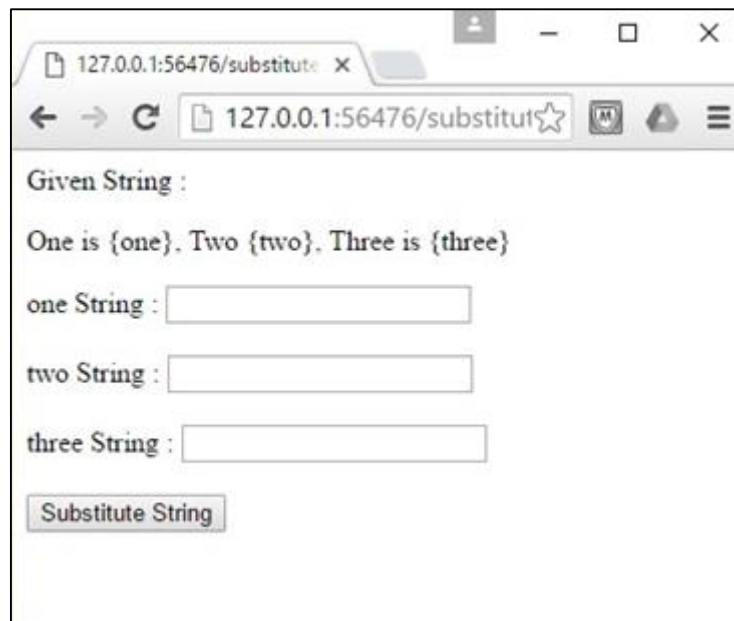 127.0.0.1:56476/substitute
127.0.0.1:56476/substitut
Given String :
One is {one}, Two {two}, Three is {three}
one String :
two String :
three String :
Substitute String